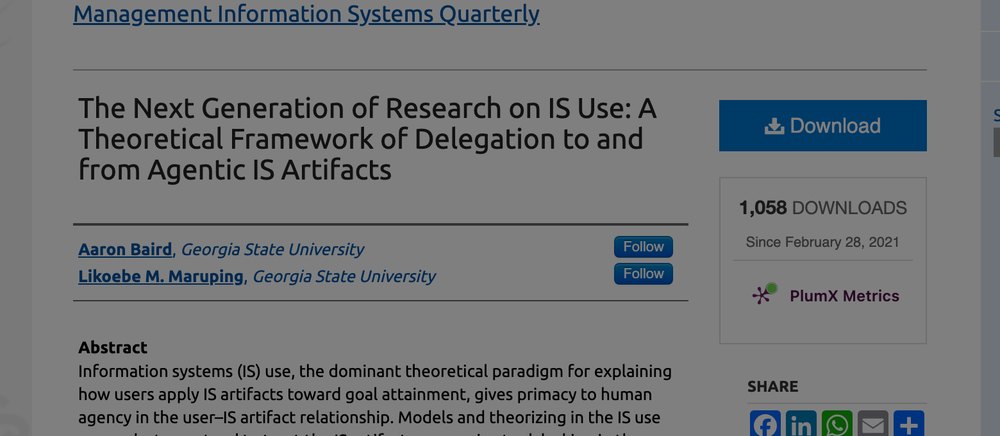 Management Information Systems Quarterly
The Next Generation of Research on IS Use: A
Theoretical Framework of Delegation to and
from Agentic IS Artifacts
Download
1,058 DOWNLOADS
Since February 28, 2021
PlumX Metrics
Aaron Baird, Georgia State University
Follow
Likoebe M. Maruping, Georgia State University
Follow
Abstract
Information systems (IS) use, the dominant theoretical paradigm for explaining
how users apply IS artifacts toward goal attainment, gives primacy to human
agency in the user–IS artifact relationship. Models and theorizing in the IS use
SHARE